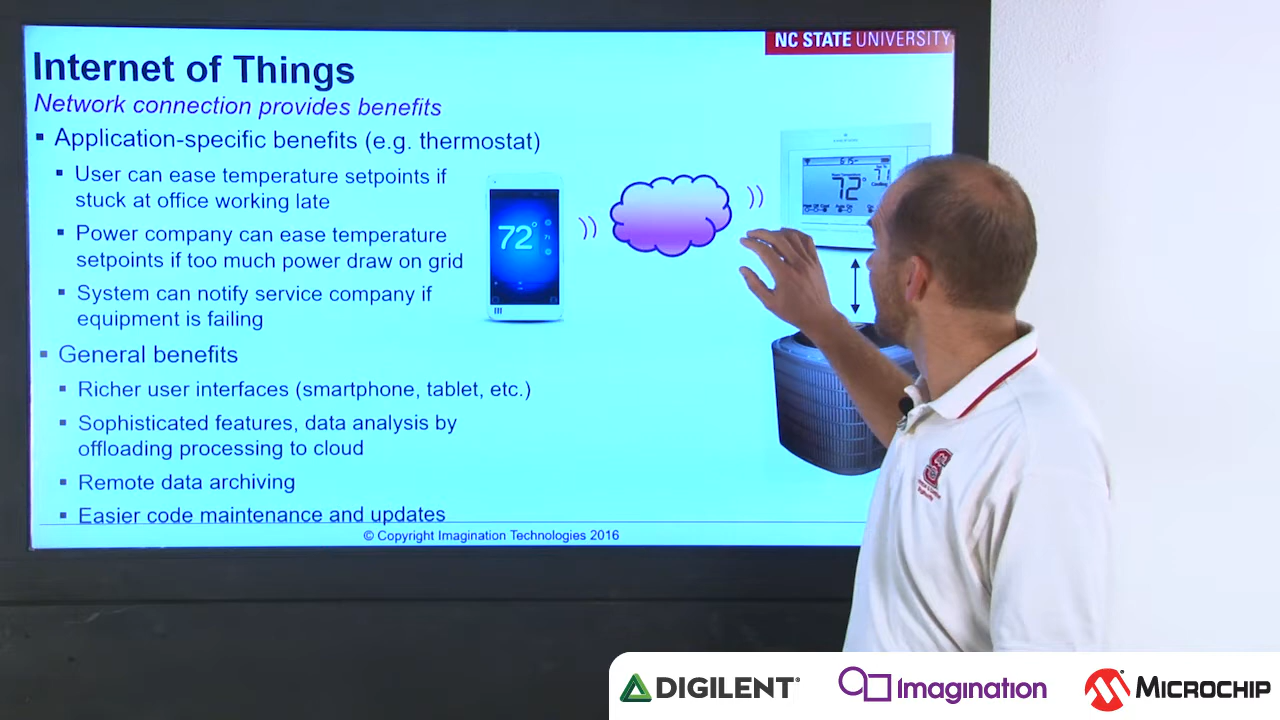 NC STATE UNIVERSITY
Internet of Things
Network connection provides benefits
▪ Application-specific benefits (e.g. thermostat)
▪ User can ease temperature setpoints if
stuck at office working late
▪ Power company can ease temperature
setpoints if too much power draw on grid
▪ System can notify service company if
equipment is failing
▪ General benefits
▪ Richer user interfaces (smartphone, tablet, etc.)
▪ Sophisticated features, data analysis by
offloading processing to cloud
▪ Remote data archiving
▪ Easier code maintenance and updates
© Copyright Imagination Technologies 2016
72°
72
77
Cooling
S
DIGILENT®
Imagination
MICROCHIP